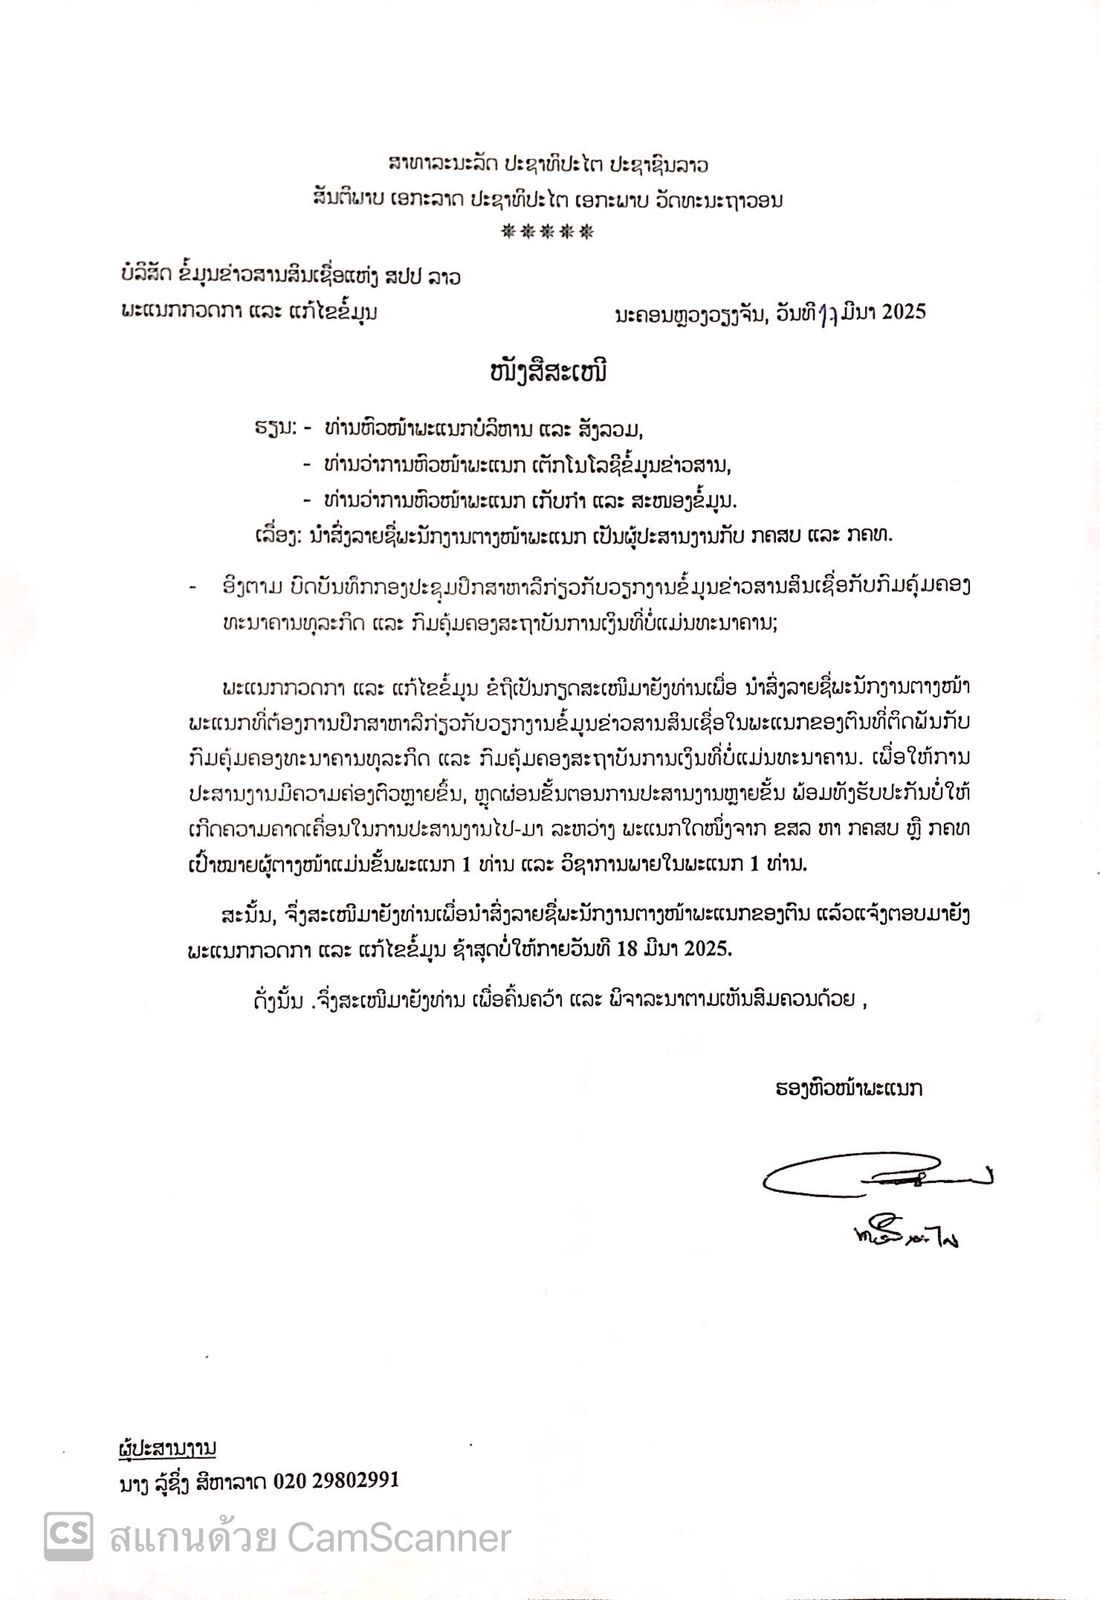 ສາທາລະນະລັດ ປະຊາທິປະໄຕ ປະຊາຊົນລາວ
ສັນຕິພາບ ເອກະລາດ ປະຊາທິປະໄຕ ເອກະພາບ ວັດທະນະຖາວອນ
*****
ບໍລິສັດ ຂໍ້ມູນຂ່າວສານສິນເຊື່ອແຫ່ງ ສປປ ລາວ
ພະແນກກວດກາ ແລະ ແກ້ໄຂຂໍ້ມູນ
ນະຄອນຫຼວງວຽງຈັນ, ວັນທີ 17 ມີນາ 2025
ໜັງສືສະເໜີ
ຮຽນ: - ທ່ານຫົວໜ້າພະແນກບໍລິຫານ ແລະ ສັງລວມ,
- ທ່ານວ່າການຫົວໜ້າພະແນກ ເຕັກໂນໂລຊີຂໍ້ມູນຂ່າວສານ,
- ທ່ານວ່າການຫົວໜ້າພະແນກ ເກັບກຳ ແລະ ສະໜອງຂໍ້ມູນ.
ເລື່ອງ: ນຳສົ່ງລາຍຊື່ພະນັກງານຕາງໜ້າພະແນກ ເປັນຜູ້ປະສານງານກັບ ກຄສບ ແລະ ກຄທ.
- ອີງຕາມ ບົດບັນທຶກກອງປະຊຸມປຶກສາຫາລືກ່ຽວກັບວຽກງານຂໍ້ມູນຂ່າວສານສິນເຊື່ອກັບກົມຄຸ້ມຄອງ
ທະນາຄານທຸລະກິດ ແລະ ກົມຄຸ້ມຄອງສະຖາບັນການເງິນທີ່ບໍ່ແມ່ນທະນາຄານ;
ພະແນກກວດກາ ແລະ ແກ້ໄຂຂໍ້ມູນ ຂໍຖືເປັນກຽດສະເໜີມາຍັງທ່ານເພື່ອ ນຳສົ່ງລາຍຊື່ພະນັກງານຕາງໜ້າ
ພະແນກທີ່ຕ້ອງການປຶກສາຫາລືກ່ຽວກັບວຽກງານຂໍ້ມູນຂ່າວສານສິນເຊື່ອໃນພະແນກຂອງຕົນທີ່ຕິດພັນກັບ
ກົມຄຸ້ມຄອງທະນາຄານທຸລະກິດ ແລະ ກົມຄຸ້ມຄອງສະຖາບັນການເງິນທີ່ບໍ່ແມ່ນທະນາຄານ. ເພື່ອໃຫ້ການ
ປະສານງານມີຄວາມຄ່ອງຕົວຫຼາຍຂຶ້ນ, ຫຼຸດຜ່ອນຂັ້ນຕອນການປະສານງານຫຼາຍຂັ້ນ ພ້ອມທັງຮັບປະກັນບໍ່ໃຫ້
ເກີດຄວາມຄາດເຄື່ອນໃນການປະສານງານໄປ-ມາ ລະຫວ່າງ ພະແນກໃດໜຶ່ງຈາກ ຂສລ ຫາ ກຄສບ ຫຼື ກຄທ
ເປົ້າໝາຍຜູ້ຕາງໜ້າແມ່ນຂັ້ນພະແນກ 1 ທ່ານ ແລະ ວິຊາການພາຍໃນພະແນກ 1 ທ່ານ.
ສະນັ້ນ, ຈຶ່ງສະເໜີມາຍັງທ່ານເພື່ອນຳສົ່ງລາຍຊື່ພະນັກງານຕາງໜ້າພະແນກຂອງຕົນ ແລ້ວແຈ້ງຕອບມາຍັງ
ພະແນກກວດກາ ແລະ ແກ້ໄຂຂໍ້ມູນ ຊ້າສຸດບໍ່ໃຫ້ກາຍວັນທີ 18 ມີນາ 2025.
ດັ່ງນັ້ນ .ຈຶ່ງສະເໜີມາຍັງທ່ານ ເພື່ອຄົ້ນຄວ້າ ແລະ ພິຈາລະນາຕາມເຫັນສົມຄວນດ້ວຍ ,
ຮອງຫົວໜ້າພະແນກ
ຜູ້ປະສານງານ
ນາງ ລູ້ຊິ່ງ ສີຫາລາດ 020 29802991
CS สแกนด้วย CamScanner